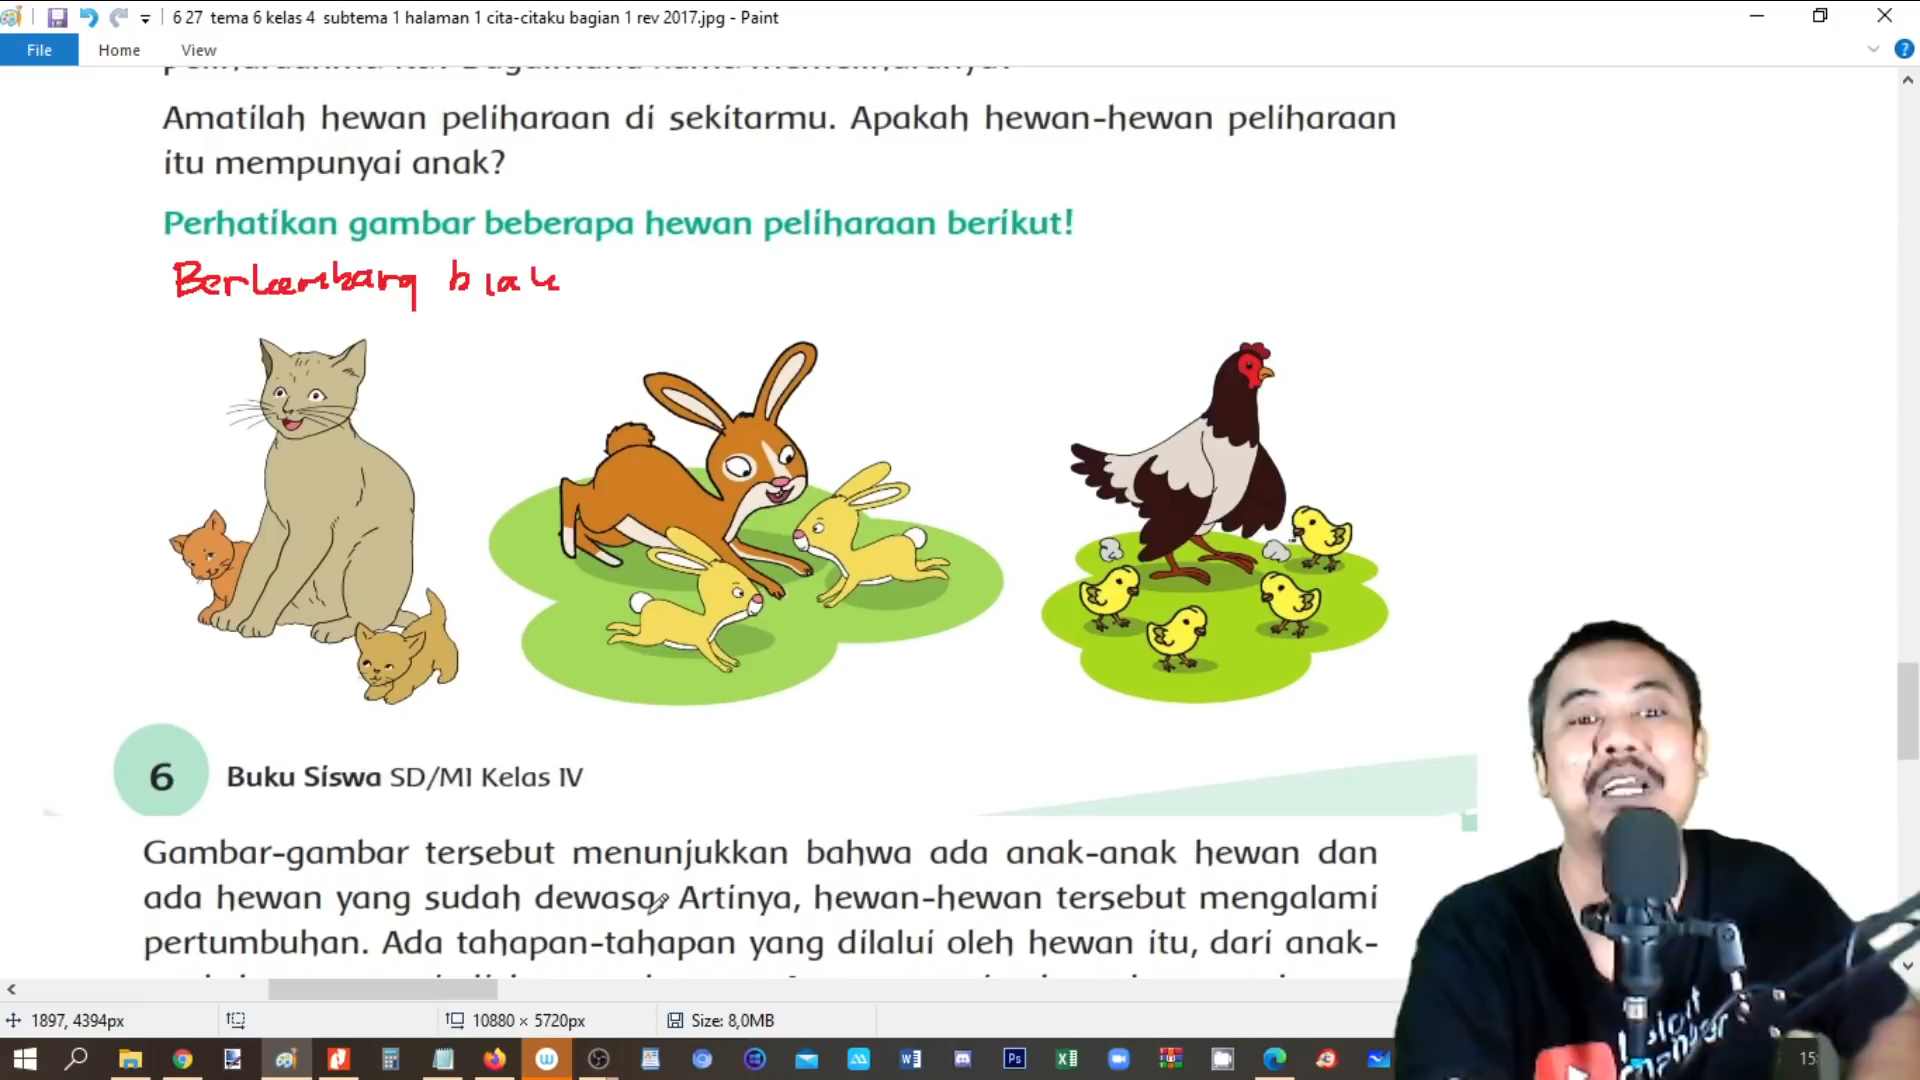 6 27 tema 6 kelas 4 subtema 1 halaman 1 cita-citaku bagian 1 rev 2017.jpg - Paint
File Home View
Amatilah hewan peliharaan di sekitarmu. Apakah hewan-hewan peliharaan
itu mempunyai anak?
Perhatikan gambar beberapa hewan peliharaan berikut!
Berkembang biak
6 Buku Siswa SD/MI Kelas IV
Gambar-gambar tersebut menunjukkan bahwa ada anak-anak hewan dan
ada hewan yang sudah dewasa. Artinya, hewan-hewan tersebut mengalami
pertumbuhan. Ada tahapan-tahapan yang dilalui oleh hewan itu, dari anak-
1897, 4394px 10880 × 5720px Size: 8,0MB
15